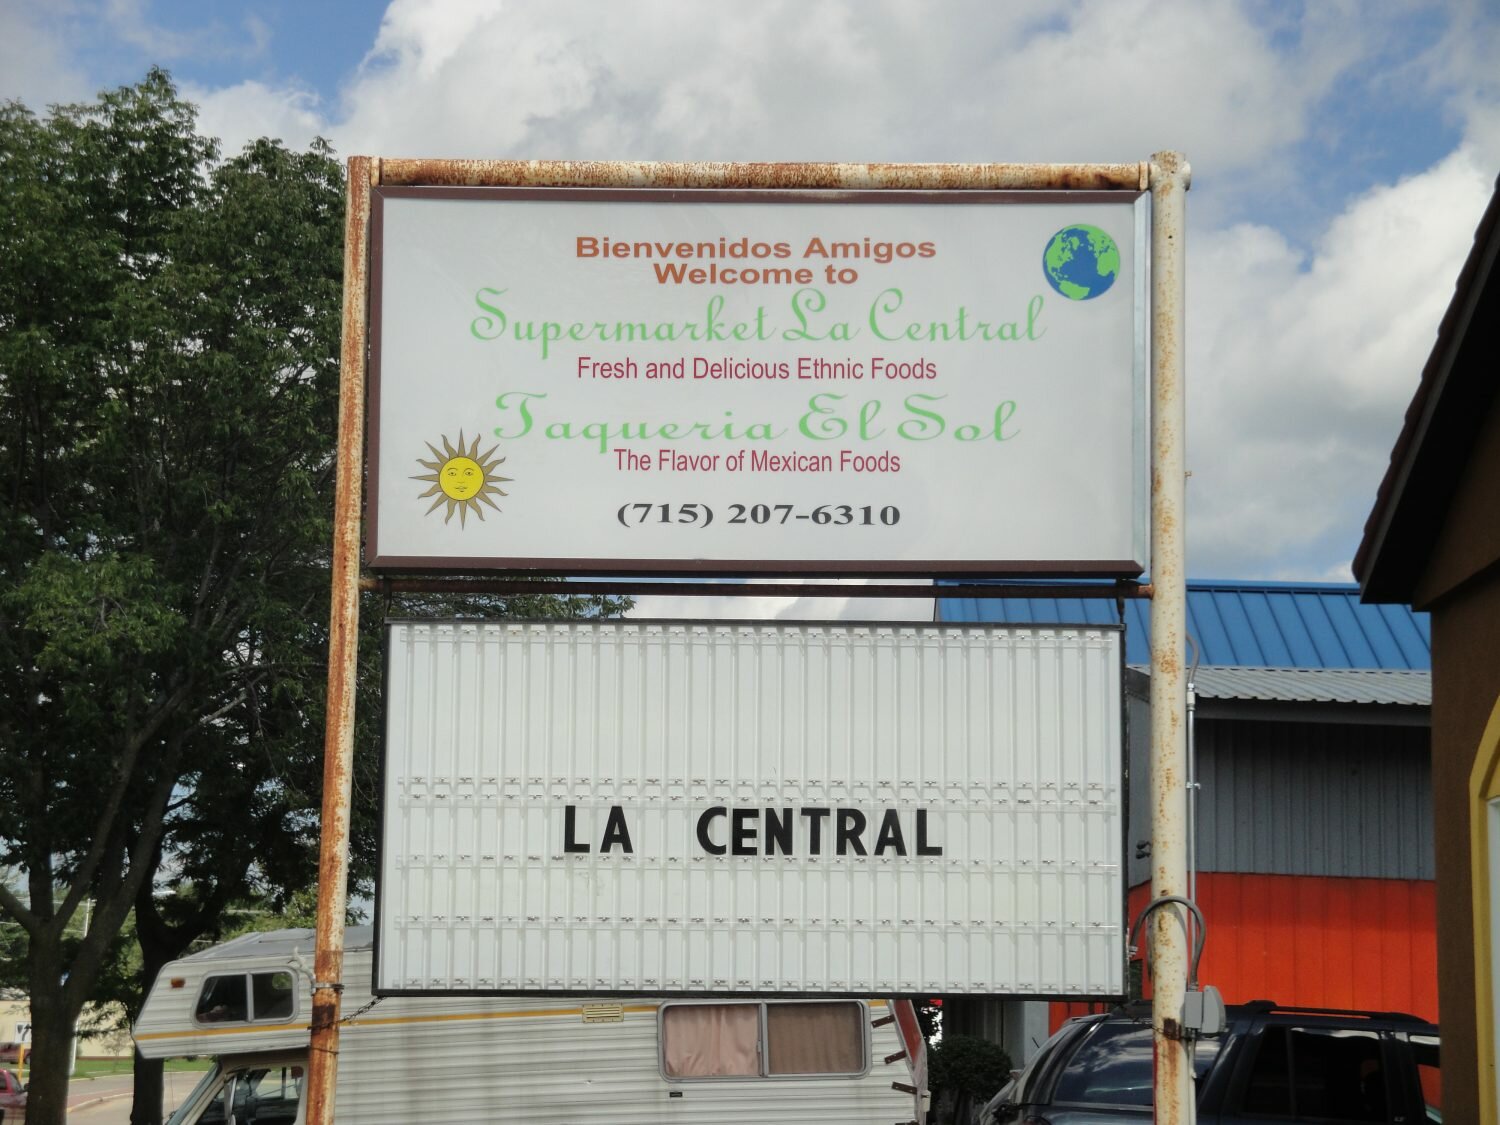 Bienvenidos Amigos
Welcome to
Supermarket La Central
Fresh and Delicious Ethnic Foods
Taqueria El Sol
The Flavor of Mexican Foods
(715) 207-6310
LA CENTRAL